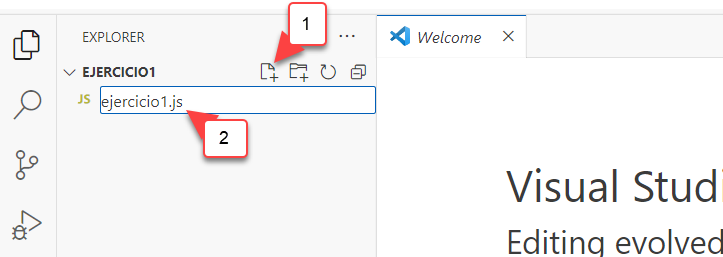 1
EXPLORER
Welcome
EJERCICIO1
JS ejercicio1.js
2
Visual Studi
Editing evolved